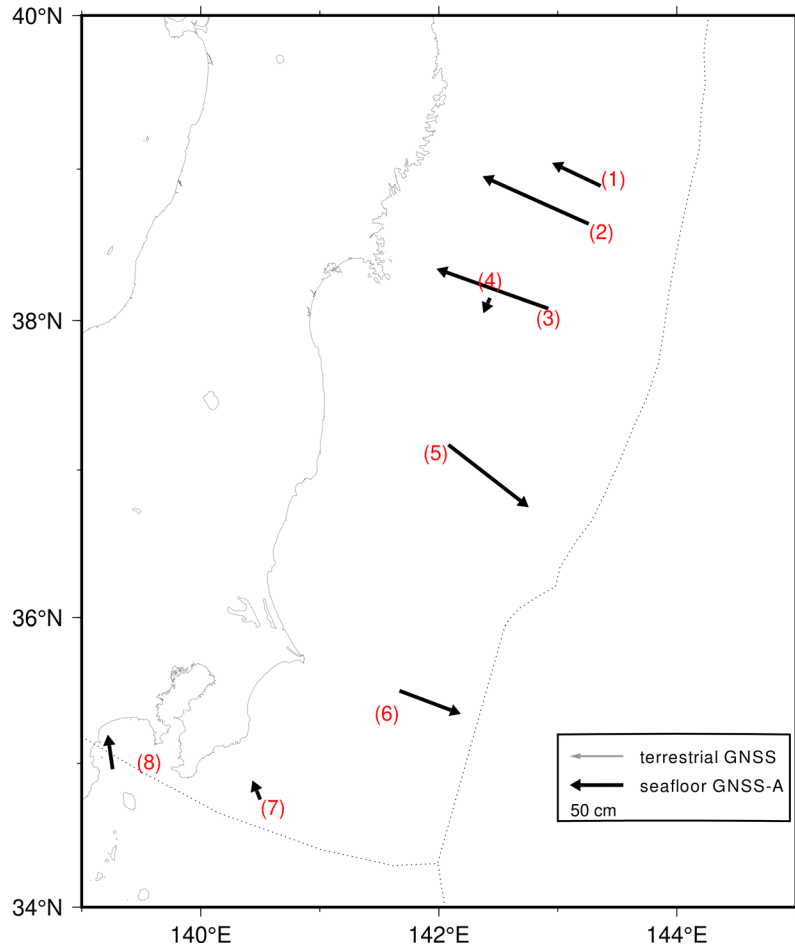 40°N
(1)
(2)
(4)
38°N
(3)
(5)
36°N
(6)
(8)
terrestrial GNSS
seafloor GNSS-A
(7)
50 cm
34°N
140°E
142°E
144°E